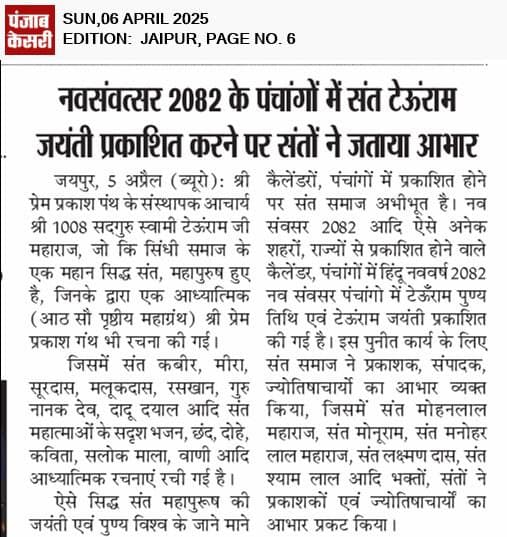 पंजाब
केसरी
SUN,06 APRIL 2025
EDITION: JAIPUR, PAGE NO. 6
नवसंवत्सर 2082 के पंचांगों में संत टेऊंराम
जयंती प्रकाशित करने पर संतों ने जताया आभार
जयपुर, 5 अप्रैल (ब्यूरो): श्री
प्रेम प्रकाश पंथ के संस्थापक आचार्य
श्री 1008 सदगुरु स्वामी टेऊंराम जी
महाराज, जो कि सिंधी समाज के
एक महान सिद्ध संत, महापुरुष हुए
है, जिनके द्वारा एक आध्यात्मिक
(आठ सौ पृष्ठीय महाग्रंथ) श्री प्रेम
प्रकाश गंथ भी रचना की गई।
जिसमें संत कबीर, मीरा,
सूरदास, मलूकदास, रसखान, गुरु
नानक देव, दादू दयाल आदि संत
महात्माओं के सदृश भजन, छंद, दोहे,
कविता, सलोक माला, वाणी आदि
आध्यात्मिक रचनाएं रची गई है।
ऐसे सिद्ध संत महापुरूष की
जयंती एवं पुण्य विश्व के जाने माने
कैलेंडरों, पंचांगों में प्रकाशित होने
पर संत समाज अभीभूत है। नव
संवसर 2082 आदि ऐसे अनेक
शहरों, राज्यों से प्रकाशित होने वाले
कैलेंडर, पंचांगों में हिंदू नववर्ष 2082
नव संवसर पंचांगो में टेऊँराम पुण्य
तिथि एवं टेऊंराम जयंती प्रकाशित
की गई है। इस पुनीत कार्य के लिए
संत समाज ने प्रकाशक, संपादक,
ज्योतिषाचार्यो का आभार व्यक्त
किया, जिसमें संत मोहनलाल
महाराज, संत मोनूराम, संत मनोहर
लाल महाराज, संत लक्ष्मण दास, संत
श्याम लाल आदि भक्तों, संतों ने
प्रकाशकों एवं ज्योतिषाचार्यों का
आभार प्रकट किया।